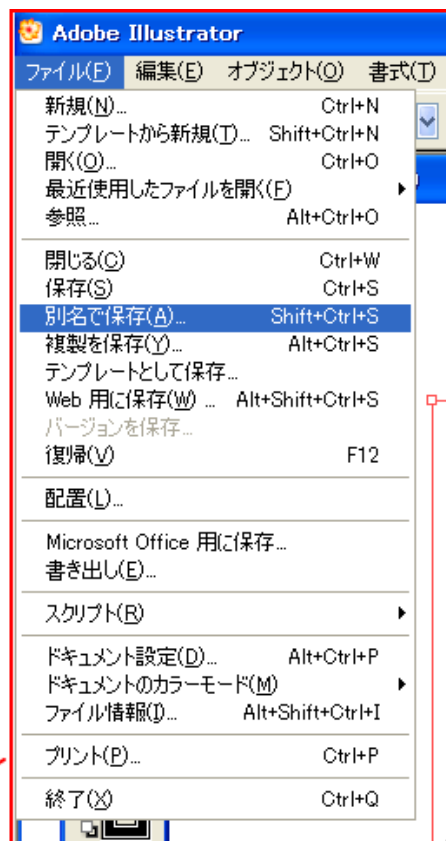 Adobe Illustrator
ファイル(F) 編集(E) オブジェクト(O) 書式(T)
新規(N)... Ctrl+N
テンプレートから新規(T)... Shift+Ctrl+N
開く(O)... Ctrl+O
最近使用したファイルを開く(F)
参照... Alt+Ctrl+O
閉じる(C) Ctrl+W
保存(S) Ctrl+S
別名で保存(A)... Shift+Ctrl+S
複製を保存(Y)... Alt+Ctrl+S
テンプレートとして保存...
Web 用に保存(W) ... Alt+Shift+Ctrl+S
バージョンを保存...
復帰(V) F12
配置(L)...
Microsoft Office 用に保存...
書き出し(E)...
スクリプト(R)
ドキュメント設定(D)... Alt+Ctrl+P
ドキュメントのカラーモード(M)
ファイル情報(I)... Alt+Shift+Ctrl+I
プリント(P)... Ctrl+P
終了(X) Ctrl+Q